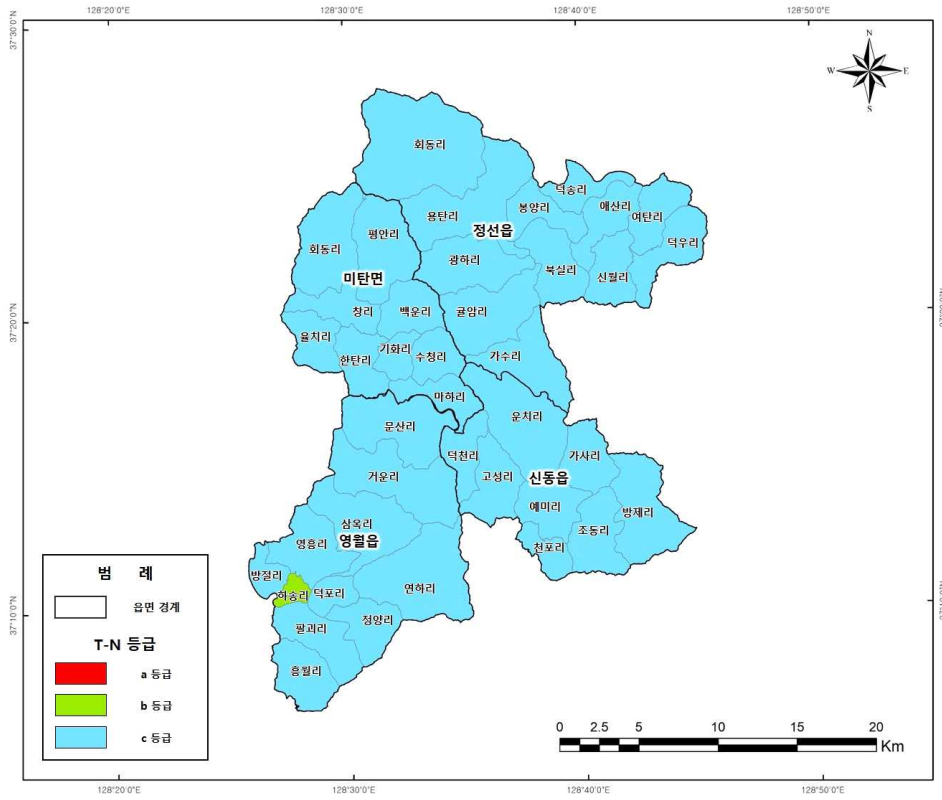 128°20'0"E 128°30'0"E 128°40'0"E 128°50'0"E
37°30'0"N
N
W E
S
회동리
덕송리
용탄리 봉양리 애산리 여탄리
평안리 정선읍
회동리 광하리 덕우리
미탄면 북실리 신월리
창리 백운리 귤암리
율치리 기화리
한탄리 수청리 가수리
37°20'0"N
마하리
문산리 운치리
덕천리 가사리
거운리 고성리 신동읍
예미리 방제리
삼옥리 조동리
영흥리 영월읍 천포리
방절리
하송리 덕포리 연하리
37°10'0"N
팔괴리 정양리
흥월리
범 례
읍면 경계
T-N 등급
a 등급
b 등급
c 등급
0 2.5 5 10 15 20
Km
128°20'0"E 128°30'0"E 128°40'0"E 128°50'0"E